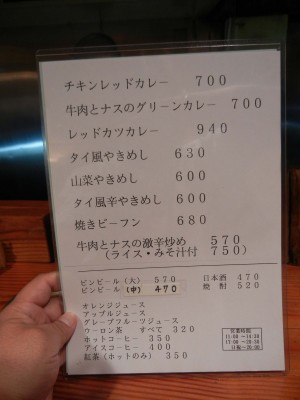 チキンレッドカレー 700
牛肉とナスのグリーンカレー 700
レッドカツカレー 940
タイ風やきめし 630
山菜やきめし 600
タイ風辛やきめし 600
焼きビーフン 680
牛肉とナスの激辛炒め 570
(ライス・みそ汁付 750)
ビンビール (大) 570
ビンビール (中) 470
日本酒 470
焼酎 520
オレンジジュース
アップルジュース
グレープフルーツジュース
ウーロン茶 すべて 320
ホットコーヒー 350
アイスコーヒー 400
紅茶(ホットのみ) 350
営業時間